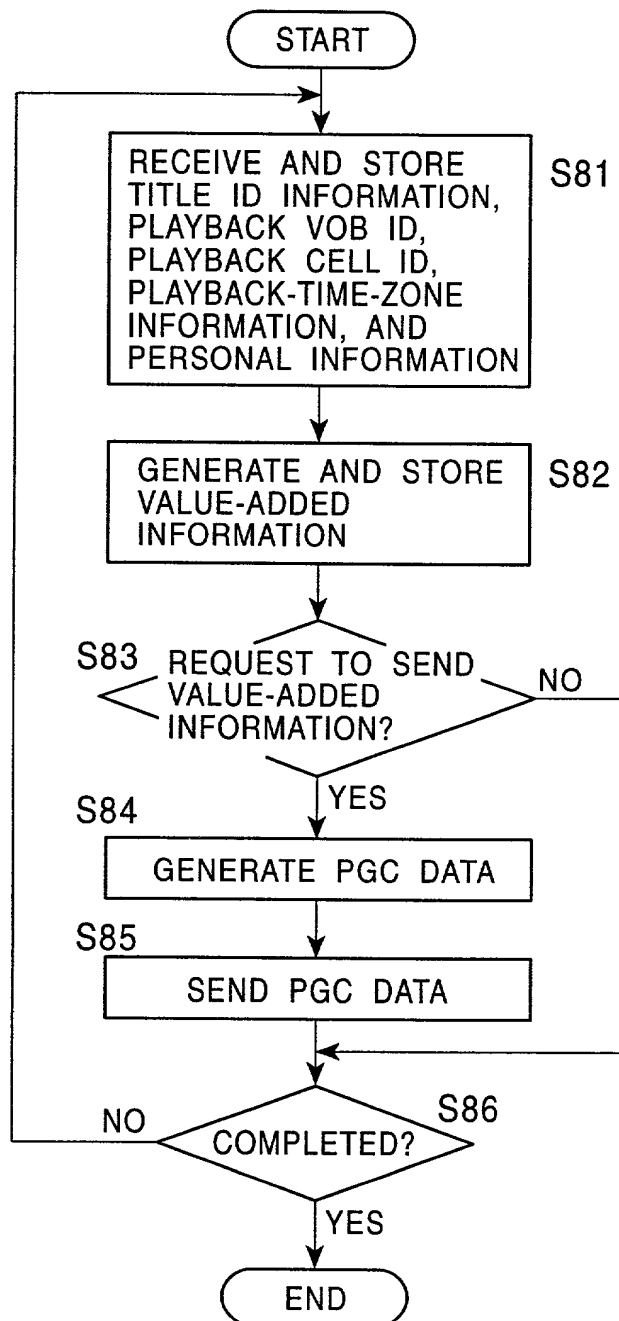 START
RECEIVE AND STORE
TITLE ID INFORMATION,
PLAYBACK VOB ID,
PLAYBACK CELL ID,
PLAYBACK-TIME-ZONE
INFORMATION, AND
PERSONAL INFORMATION
S81
GENERATE AND STORE
VALUE-ADDED
INFORMATION
S82
S83
REQUEST TO SEND
VALUE-ADDED
INFORMATION?
NO
YES
S84
GENERATE PGC DATA
S85
SEND PGC DATA
NO
COMPLETED?
S86
YES
END